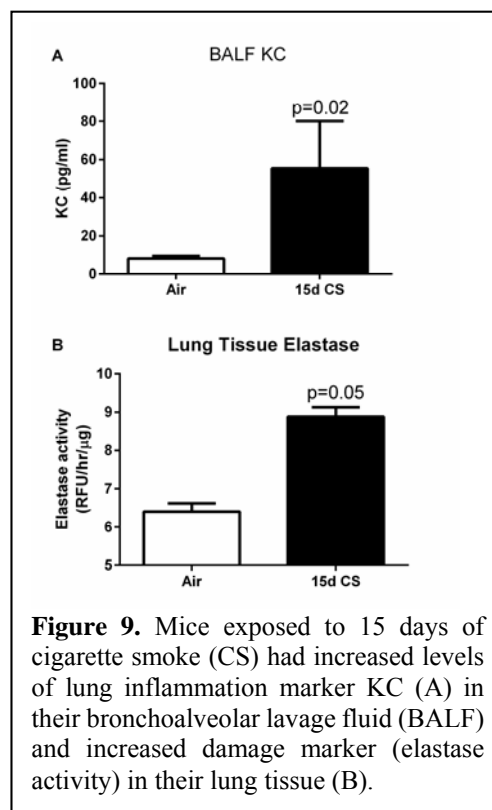 A
BALF KC
KC (pg/ml)
100
80
60
40
20
0
p=0.02
Air
15d CS
B
Lung Tissue Elastase
Elastase activity
(RFU/hr/µg)
10
9
8
7
6
5
p=0.05
Air
15d CS
Figure 9. Mice exposed to 15 days of
cigarette smoke (CS) had increased levels
of lung inflammation marker KC (A) in
their bronchoalveolar lavage fluid (BALF)
and increased damage marker (elastase
activity) in their lung tissue (B).